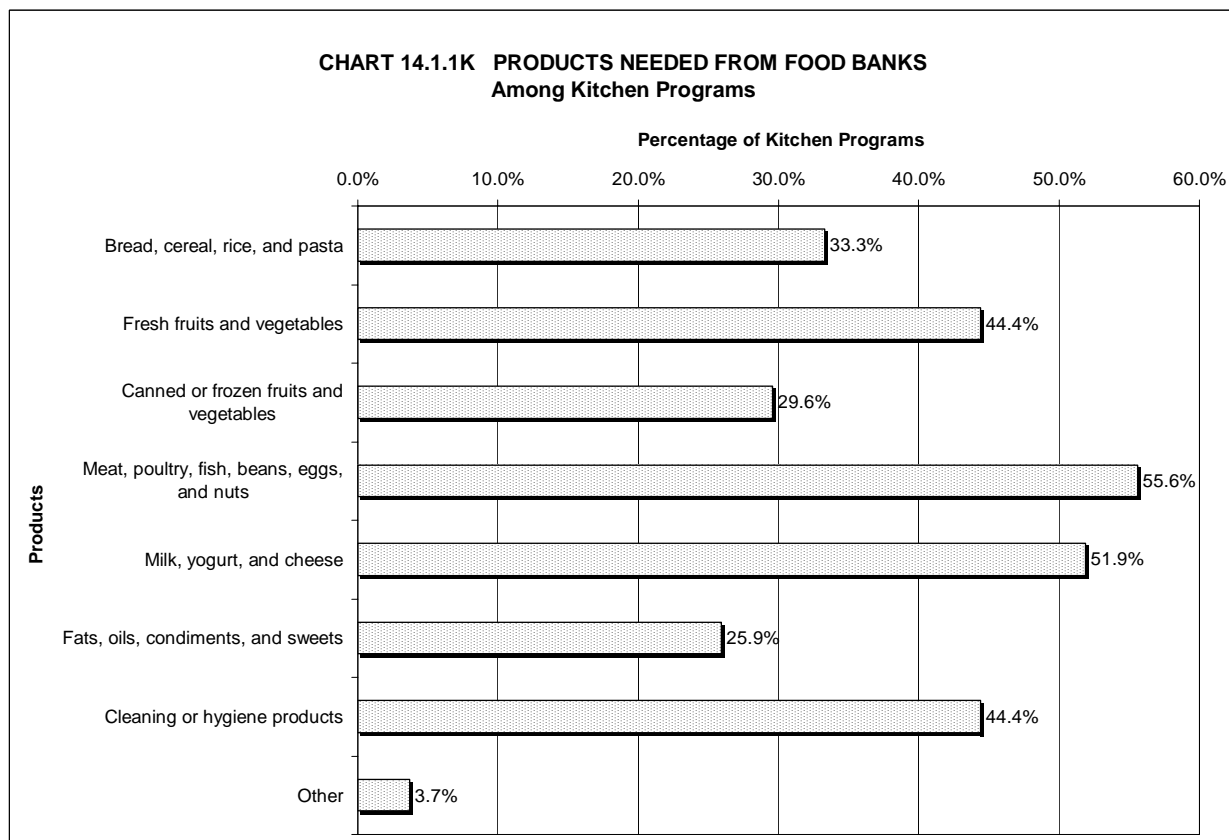 CHART 14.1.1K PRODUCTS NEEDED FROM FOOD BANKS
Among Kitchen Programs
Percentage of Kitchen Programs
0.0% 10.0% 20.0% 30.0% 40.0% 50.0% 60.0%
Products
Bread, cereal, rice, and pasta 33.3%
Fresh fruits and vegetables 44.4%
Canned or frozen fruits and
vegetables 29.6%
Meat, poultry, fish, beans, eggs,
and nuts 55.6%
Milk, yogurt, and cheese 51.9%
Fats, oils, condiments, and sweets 25.9%
Cleaning or hygiene products 44.4%
Other 3.7%